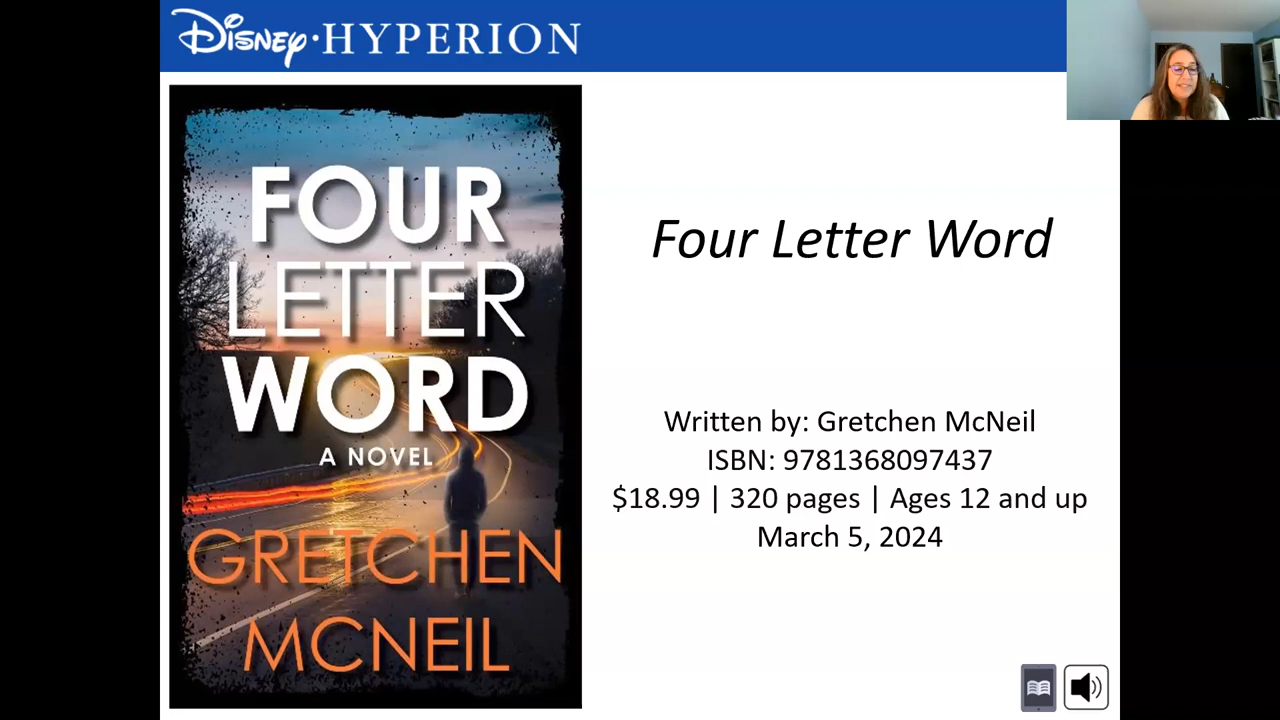 DISNEY · HYPERION
FOUR
LETTER
WORD
A NOVEL
GRETCHEN
MCNEIL
Four Letter Word
Written by: Gretchen McNeil
ISBN: 9781368097437
$18.99 | 320 pages | Ages 12 and up
March 5, 2024